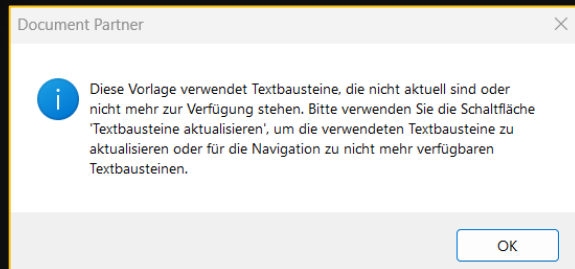 Document Partner
Diese Vorlage verwendet Textbausteine, die nicht aktuell sind oder
nicht mehr zur Verfügung stehen. Bitte verwenden Sie die Schaltfläche
'Textbausteine aktualisieren', um die verwendeten Textbausteine zu
aktualisieren oder für die Navigation zu nicht mehr verfügbaren
Textbausteinen.
OK